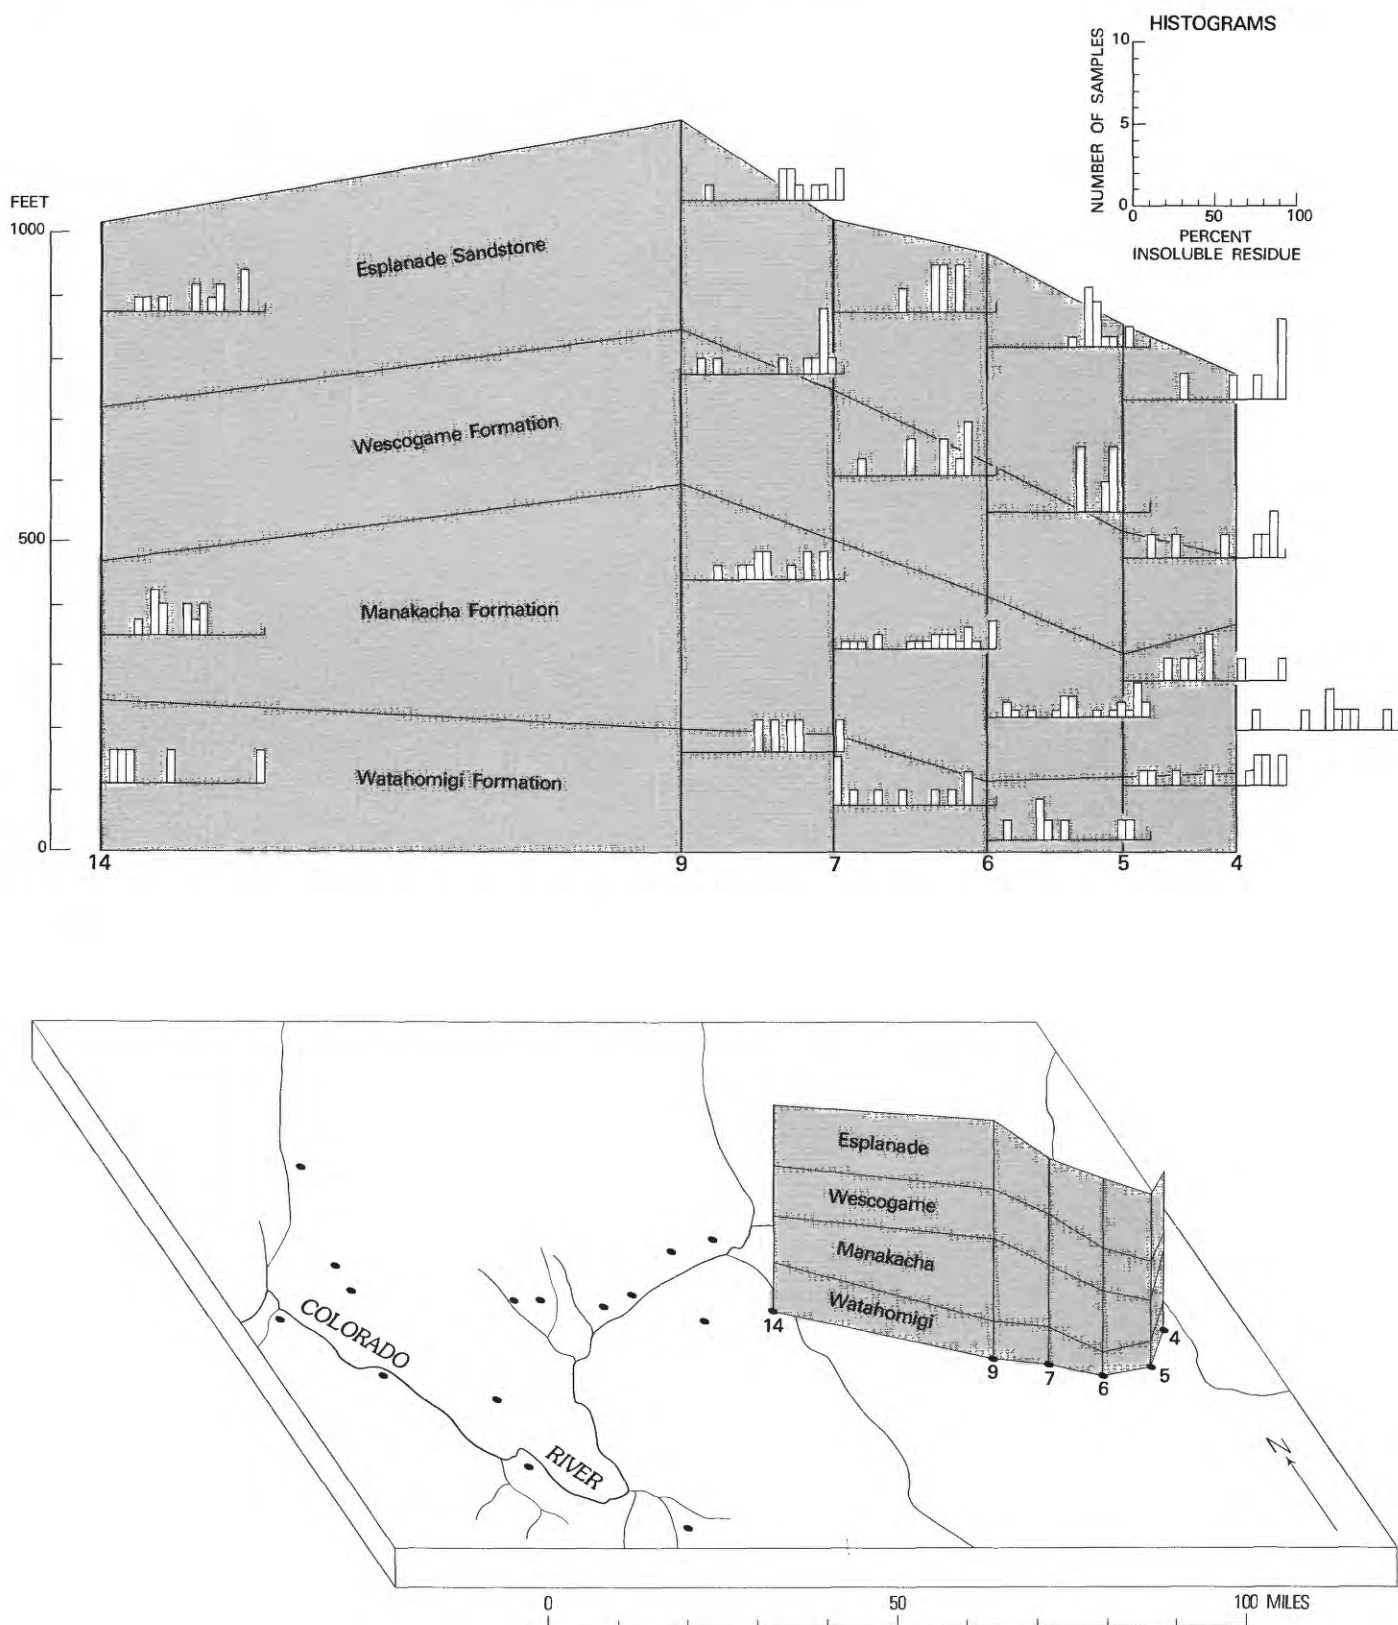 HISTOGRAMS
NUMBER OF SAMPLES
10
5
0
0 50 100
PERCENT
INSOLUBLE RESIDUE
FEET
1000
500
0
Esplanade Sandstone
Wescogame Formation
Manakacha Formation
Watahomigi Formation
14 9 7 6 5 4
Esplanade
Wescogame
Manakacha
Watahomigi
14
9
7
6
5
4
COLORADO
RIVER
N
0 50 100 MILES